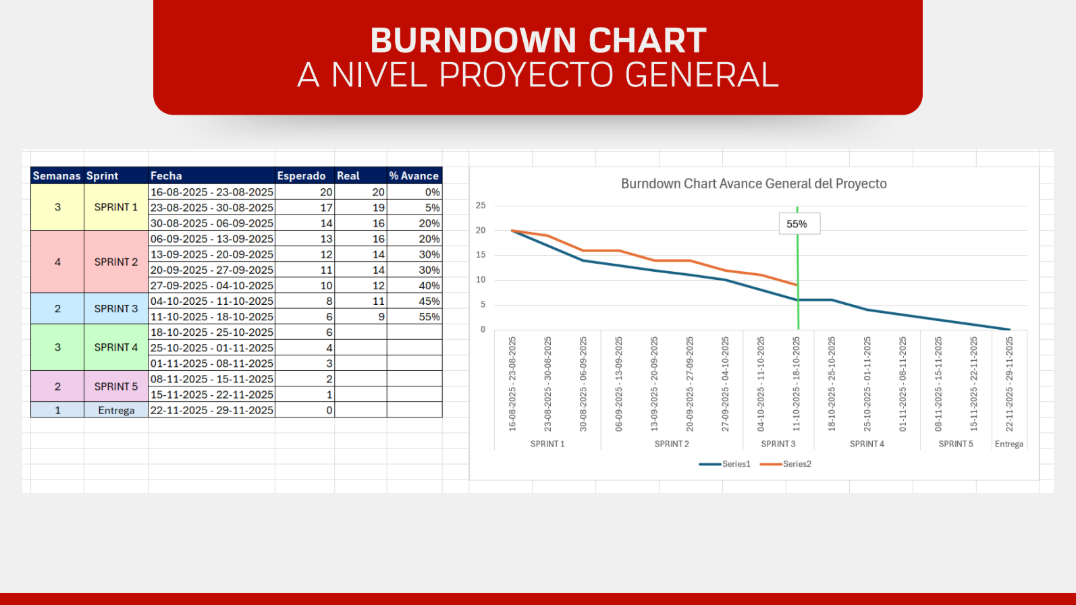 BURNDOWN CHART
A NIVEL PROYECTO GENERAL
Semanas Sprint Fecha Esperado Real % Avance
3 SPRINT 1 16-08-2025 - 23-08-2025 20 20 0%
23-08-2025 - 30-08-2025 17 19 5%
30-08-2025 - 06-09-2025 14 16 20%
4 SPRINT 2 06-09-2025 - 13-09-2025 13 16 20%
13-09-2025 - 20-09-2025 12 14 30%
20-09-2025 - 27-09-2025 11 14 30%
27-09-2025 - 04-10-2025 10 12 40%
2 SPRINT 3 04-10-2025 - 11-10-2025 8 11 45%
11-10-2025 - 18-10-2025 6 9 55%
3 SPRINT 4 18-10-2025 - 25-10-2025 6
25-10-2025 - 01-11-2025 4
01-11-2025 - 08-11-2025 3
2 SPRINT 5 08-11-2025 - 15-11-2025 2
15-11-2025 - 22-11-2025 1
1 Entrega 22-11-2025 - 29-11-2025 0
Burndown Chart Avance General del Proyecto
25
20
15
10
5
0
55%
16-08-2025 - 23-08-2025
23-08-2025 - 30-08-2025
30-08-2025 - 06-09-2025
06-09-2025 - 13-09-2025
13-09-2025 - 20-09-2025
20-09-2025 - 27-09-2025
27-09-2025 - 04-10-2025
04-10-2025 - 11-10-2025
11-10-2025 - 18-10-2025
18-10-2025 - 25-10-2025
25-10-2025 - 01-11-2025
01-11-2025 - 08-11-2025
08-11-2025 - 15-11-2025
15-11-2025 - 22-11-2025
22-11-2025 - 29-11-2025
SPRINT 1 SPRINT 2 SPRINT 3 SPRINT 4 SPRINT 5 Entrega
Series1 Series2